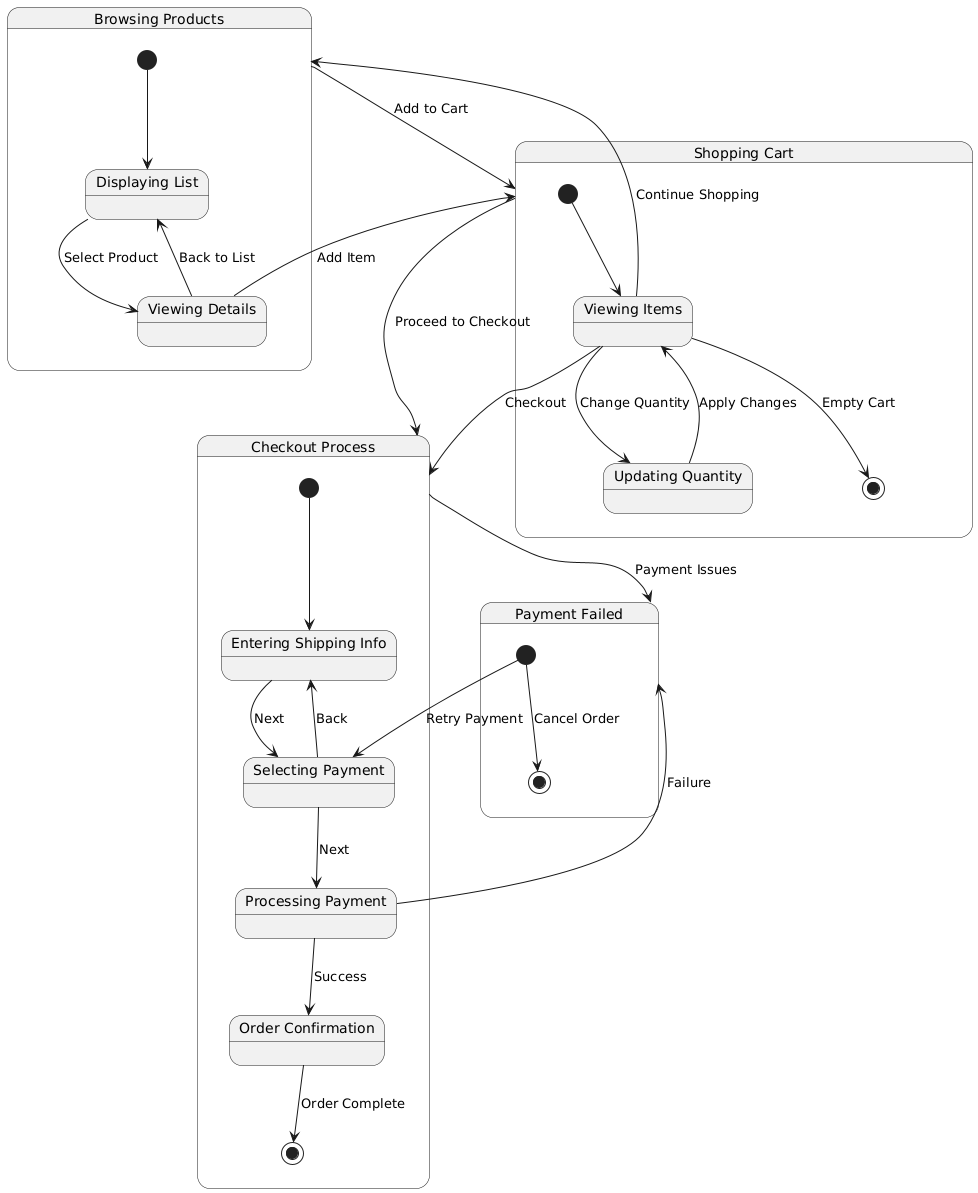 Browsing Products
Add to Cart
Shopping Cart
Displaying List
Continue Shopping
Select Product
Back to List
Add Item
Viewing Details
Viewing Items
Proceed to Checkout
Checkout
Change Quantity
Apply Changes
Empty Cart
Checkout Process
Updating Quantity
Payment Issues
Payment Failed
Entering Shipping Info
Next
Back
Retry Payment
Cancel Order
Selecting Payment
Failure
Next
Processing Payment
Success
Order Confirmation
Order Complete